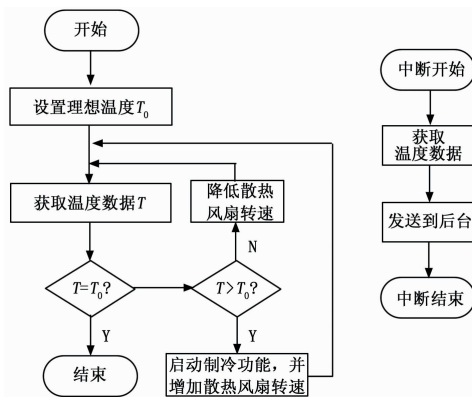 开始
设置理想温度T₀
获取温度数据T
T=T₀?
Y
结束
降低散热
风扇转速
N
T>T₀?
Y
启动制冷功能，并
增加散热风扇转速
中断开始
获取
温度数据
发送到后台
中断结束